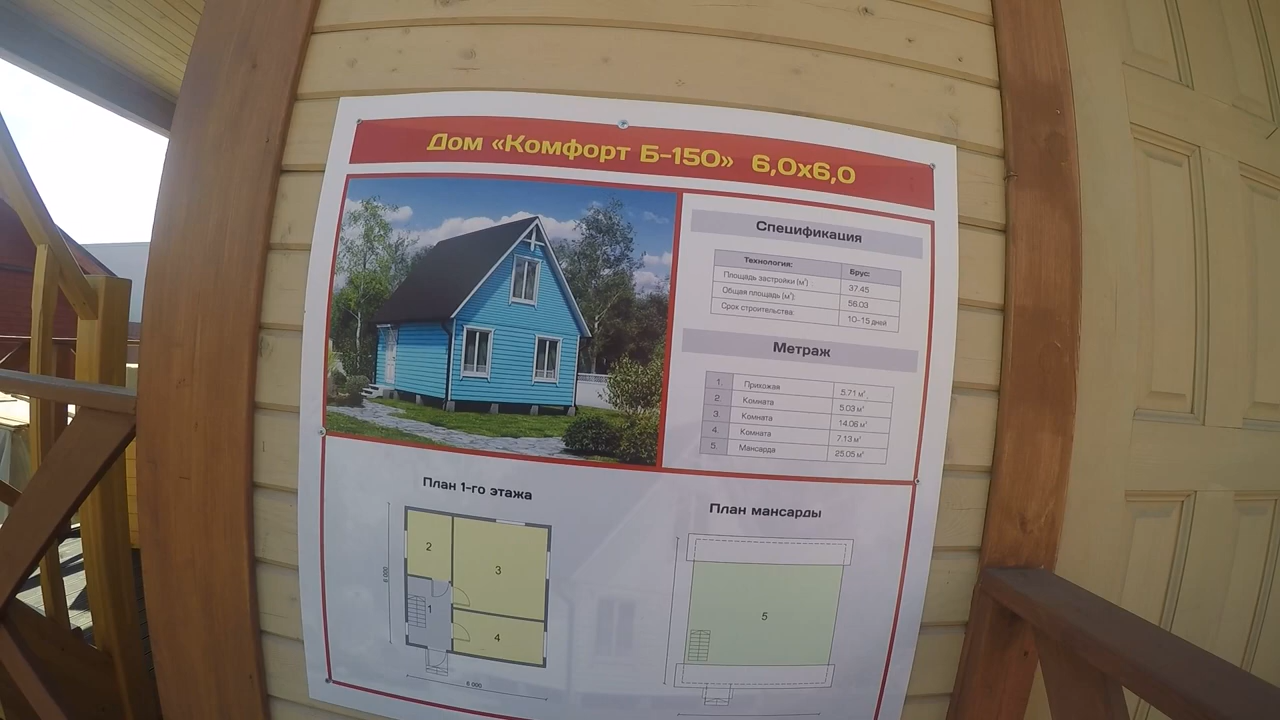 Дом «Комфорт Б-150» 6,0х6,0
Спецификация
Технология: Брус:
Площадь застройки (м²) 37.45
Общая площадь (м²): 56.03
Срок строительства: 10-15 дней
Метраж
1. Прихожая 5.71 м².
2. Комната 5.03 м²
3. Комната 14.06 м²
4. Комната 7.13 м²
5. Мансарда 25.05 м²
План 1-го этажа
План мансарды
2
3
6 000
1
4
5
6 000